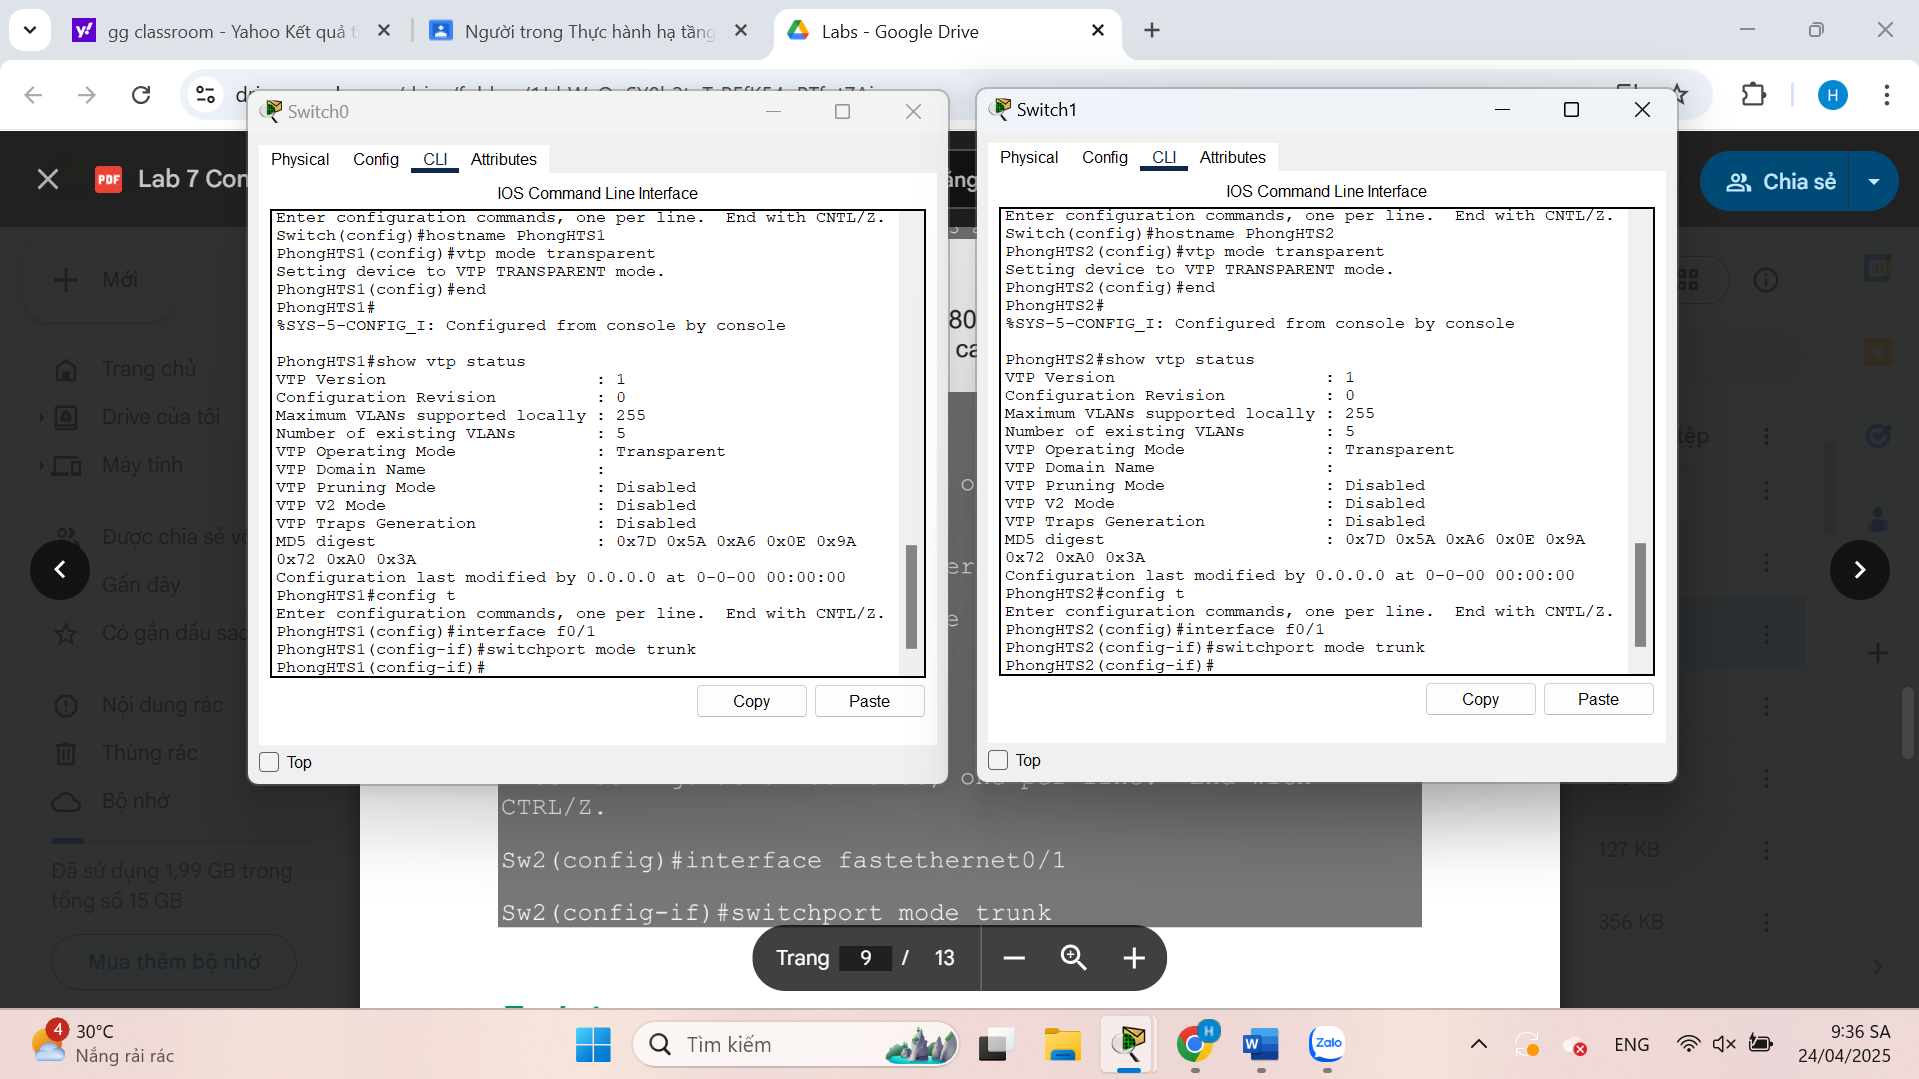 gg classroom - Yahoo Kết quả t
Người trong Thực hành hạ tầng
Labs - Google Drive
H
Lab 7 Con
Chia sẻ
Mới
Trang chủ
Drive của tôi
Máy tính
Được chia sẻ vớ
Gần đây
Có gắn dấu sao
Nội dung rác
Thùng rác
Bộ nhớ
Đã sử dụng 1,99 GB trong
tổng số 15 GB
Mua thêm bộ nhớ
Switch0
Physical Config CLI Attributes
IOS Command Line Interface
Enter configuration commands, one per line.  End with CNTL/Z.
Switch(config)#hostname PhongHTS1
PhongHTS1(config)#vtp mode transparent
Setting device to VTP TRANSPARENT mode.
PhongHTS1(config)#end
PhongHTS1#
%SYS-5-CONFIG_I: Configured from console by console
PhongHTS1#show vtp status
VTP Version : 1
Configuration Revision : 0
Maximum VLANs supported locally : 255
Number of existing VLANs : 5
VTP Operating Mode : Transparent
VTP Domain Name :
VTP Pruning Mode : Disabled
VTP V2 Mode : Disabled
VTP Traps Generation : Disabled
MD5 digest : 0x7D 0x5A 0xA6 0x0E 0x9A
0x72 0xA0 0x3A
Configuration last modified by 0.0.0.0 at 0-0-00 00:00:00
PhongHTS1#config t
Enter configuration commands, one per line.  End with CNTL/Z.
PhongHTS1(config)#interface f0/1
PhongHTS1(config-if)#switchport mode trunk
PhongHTS1(config-if)#
Copy Paste
Top
Switch1
Physical Config CLI Attributes
IOS Command Line Interface
Enter configuration commands, one per line.  End with CNTL/Z.
Switch(config)#hostname PhongHTS2
PhongHTS2(config)#vtp mode transparent
Setting device to VTP TRANSPARENT mode.
PhongHTS2(config)#end
PhongHTS2#
%SYS-5-CONFIG_I: Configured from console by console
PhongHTS2#show vtp status
VTP Version : 1
Configuration Revision : 0
Maximum VLANs supported locally : 255
Number of existing VLANs : 5
VTP Operating Mode : Transparent
VTP Domain Name :
VTP Pruning Mode : Disabled
VTP V2 Mode : Disabled
VTP Traps Generation : Disabled
MD5 digest : 0x7D 0x5A 0xA6 0x0E 0x9A
0x72 0xA0 0x3A
Configuration last modified by 0.0.0.0 at 0-0-00 00:00:00
PhongHTS2#config t
Enter configuration commands, one per line.  End with CNTL/Z.
PhongHTS2(config)#interface f0/1
PhongHTS2(config-if)#switchport mode trunk
PhongHTS2(config-if)#
Copy Paste
Top
80
ca
CTRL/Z.
Sw2(config)#interface fastethernet0/1
Sw2(config-if)#switchport mode trunk
127 KB
356 KB
Trang 9 / 13
4
30°C
Nắng rải rác
Tìm kiếm
Zalo
ENG
9:36 SA
24/04/2025